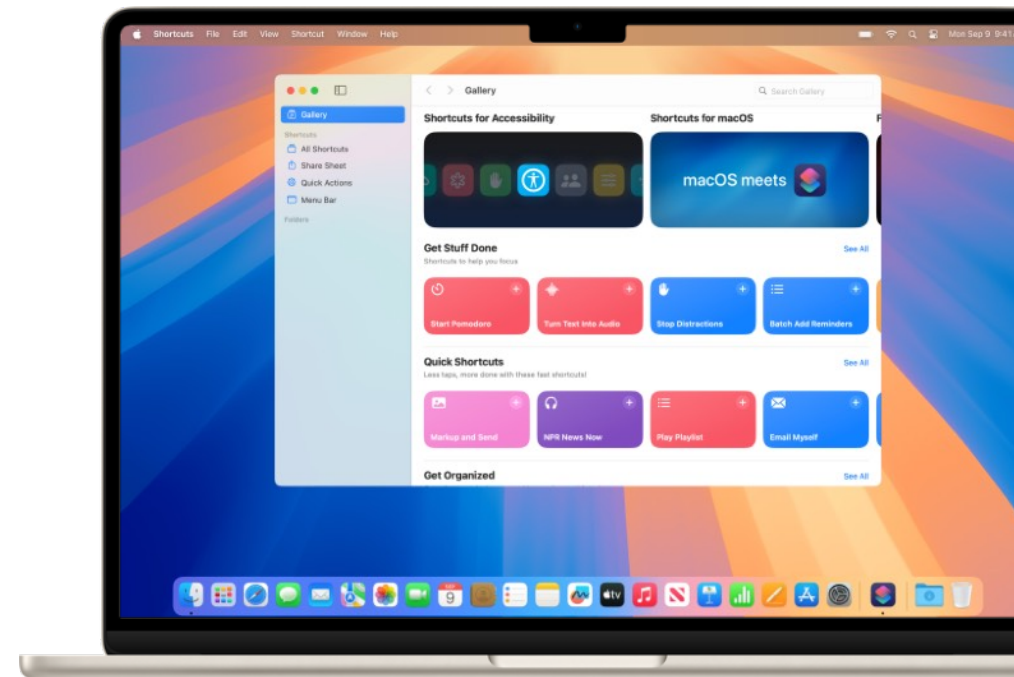 Shortcuts File Edit View Shortcut Window Help
Mon Sep 9 9:41
Gallery
Search Gallery
Gallery
Shortcuts
All Shortcuts
Share Sheet
Quick Actions
Menu Bar
Folders
Shortcuts for Accessibility
Shortcuts for macOS
F
macOS meets
Get Stuff Done
See All
Shortcuts to help you focus
Start Pomodoro
Turn Text Into Audio
Stop Distractions
Batch Add Reminders
Quick Shortcuts
See All
Less taps, more done with these fast shortcuts!
Markup and Send
NPR News Now
Play Playlist
Email Myself
Get Organized
See All
9
tv